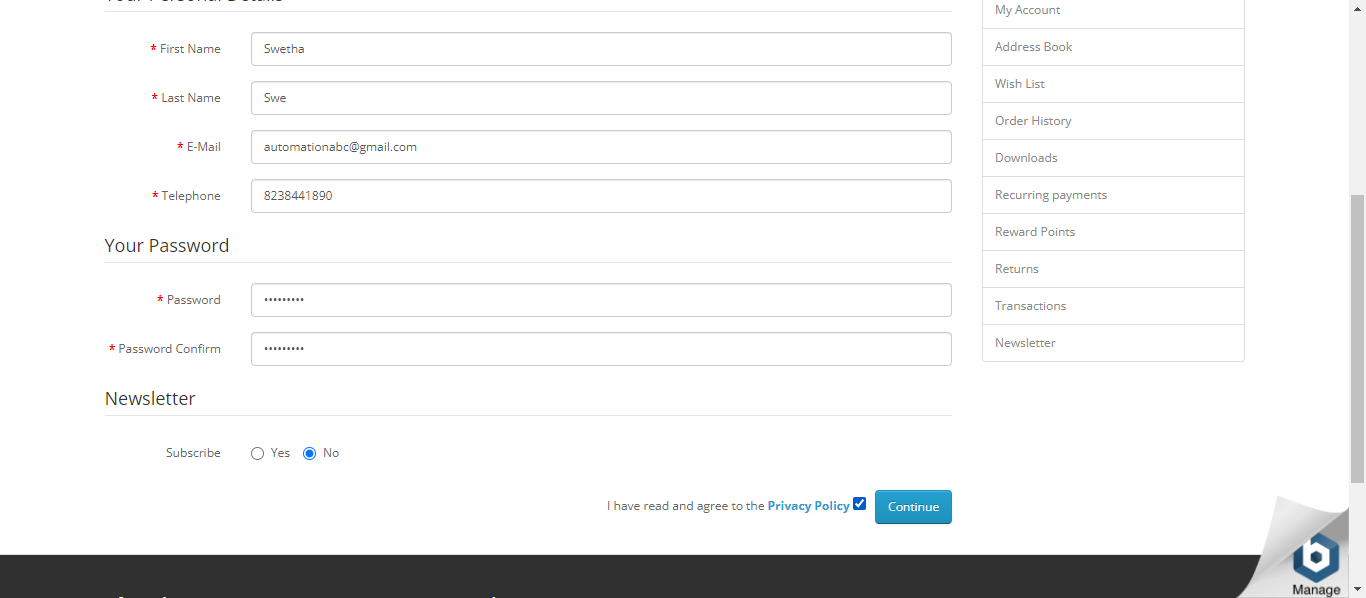 Your Personal Details
* First Name
Swetha
* Last Name
Swe
* E-Mail
automationabc@gmail.com
* Telephone
8238441890
Your Password
* Password
•••••••••
* Password Confirm
•••••••••
Newsletter
Subscribe
Yes
No
I have read and agree to the Privacy Policy
Continue
My Account
Address Book
Wish List
Order History
Downloads
Recurring payments
Reward Points
Returns
Transactions
Newsletter
b
Manage